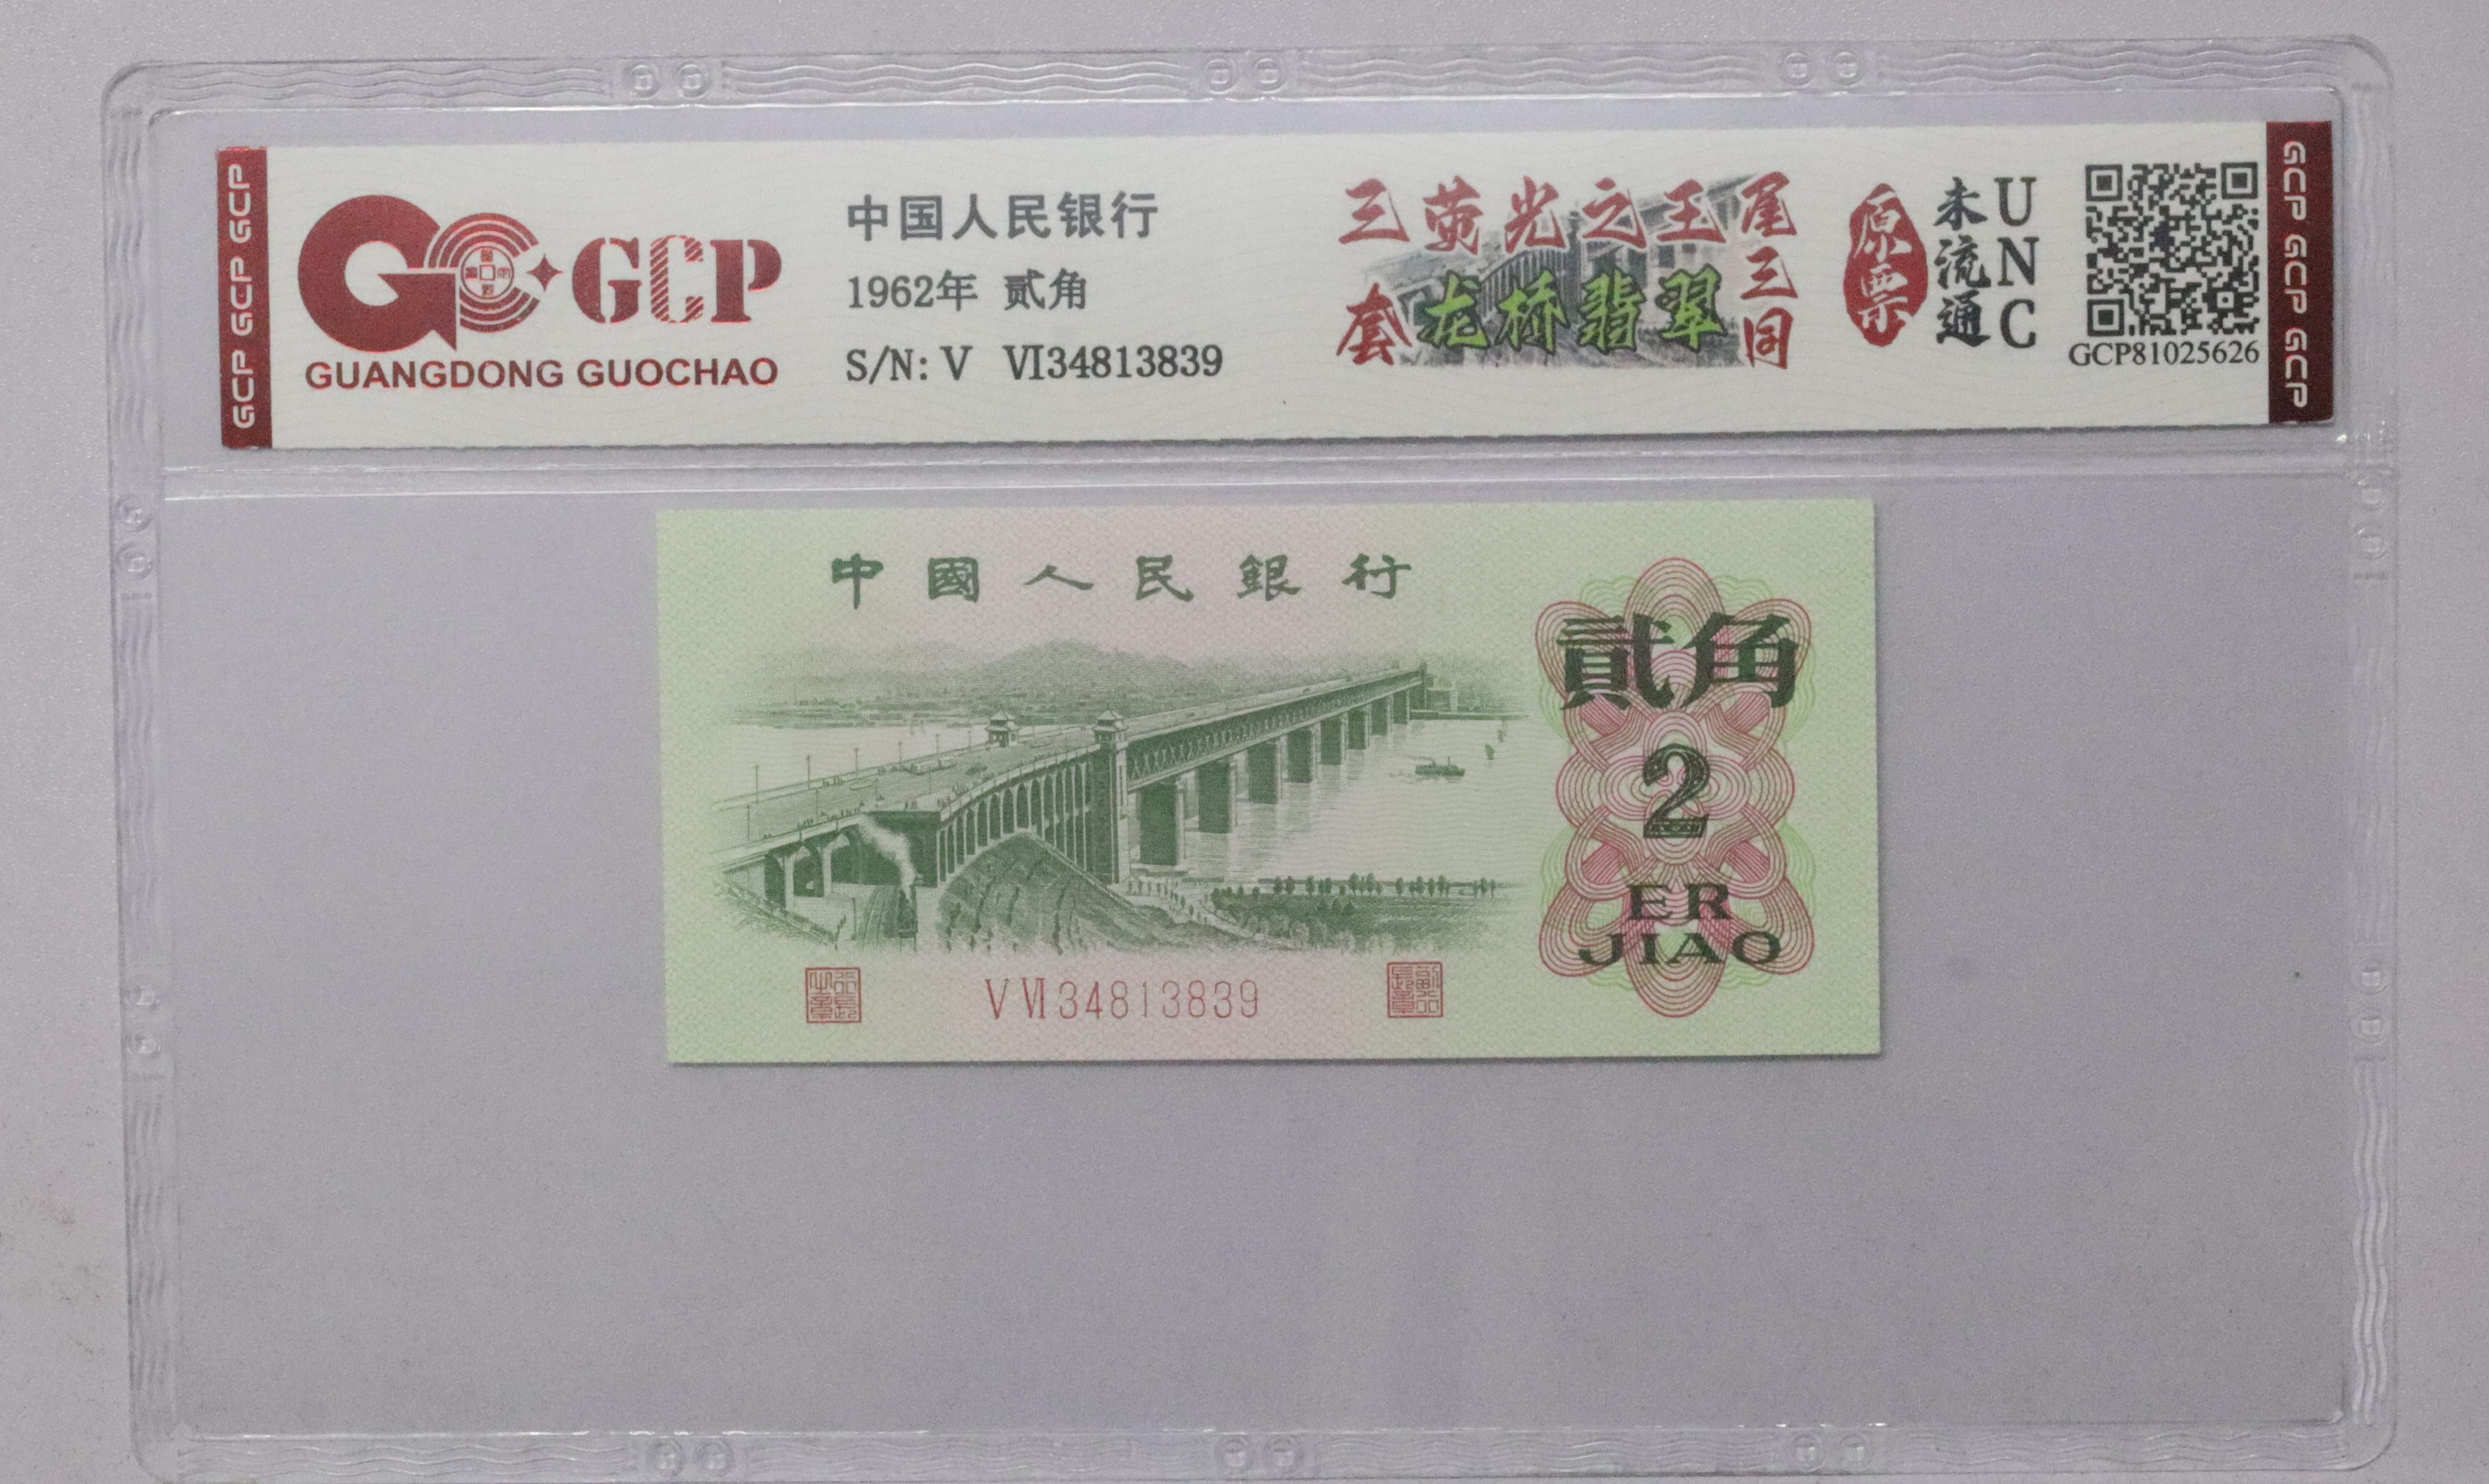 GCP GCP GCP
GCP
GUANGDONG GUOCHAO
中国人民银行
1962年 贰角
S/N: V VI34813839
三套
荧光之王
龙桥翡翠
尾三同
原票
未流通
UNC
GCP81025626
GCP GCP GCP
中國人民銀行
貳角
2
ER
JIAO
V VI 34813839